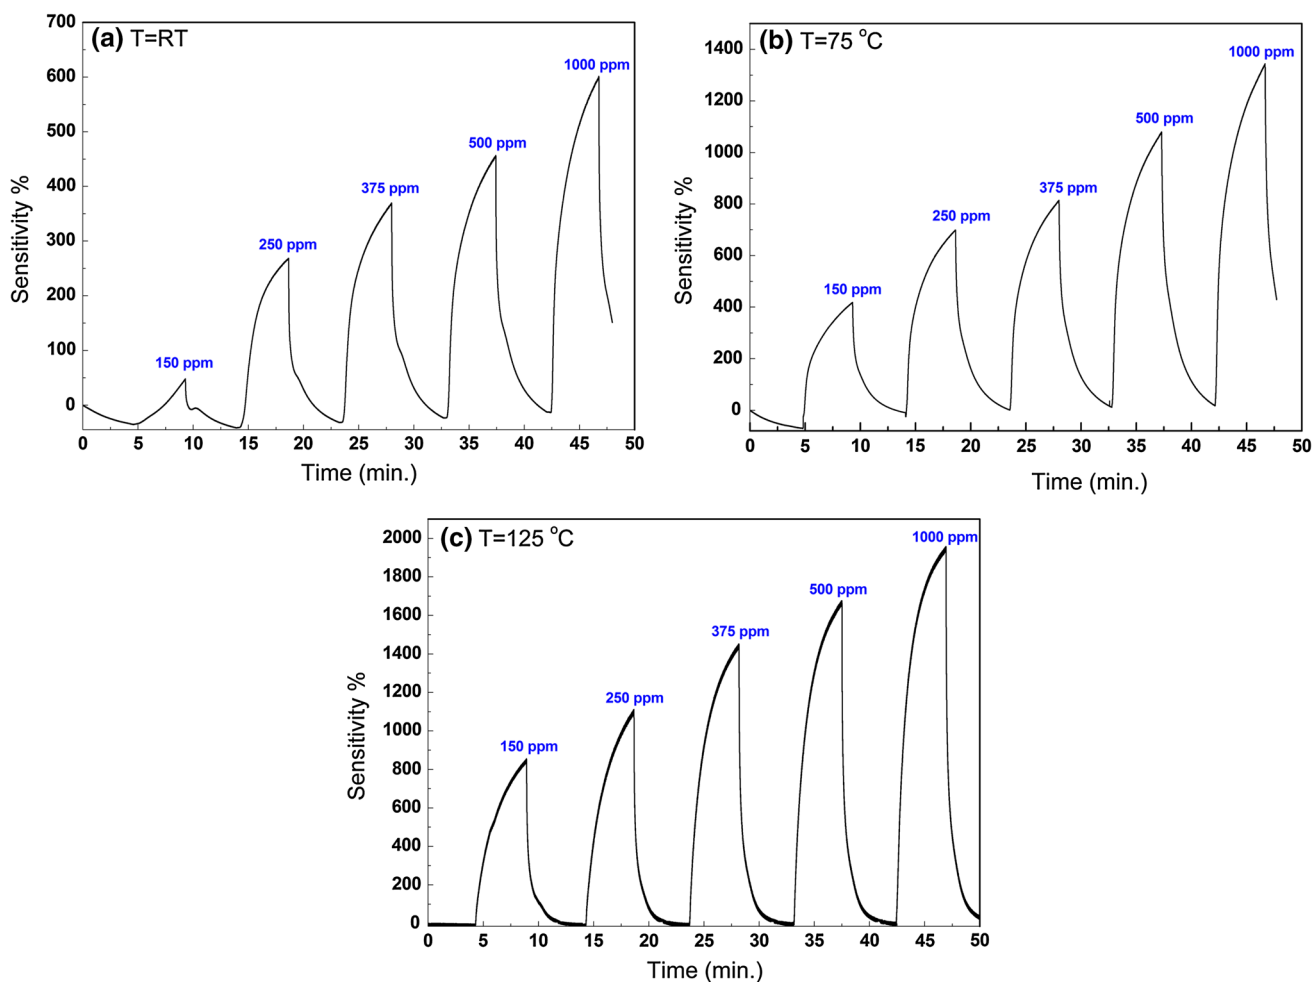 (a) T=RT
700
600
500
400
300
200
100
0
Sensitivity %
150 ppm
250 ppm
375 ppm
500 ppm
1000 ppm
0 5 10 15 20 25 30 35 40 45 50
Time (min.)
(b) T=75 °C
1400
1200
1000
800
600
400
200
0
Sensitivity %
150 ppm
250 ppm
375 ppm
500 ppm
1000 ppm
0 5 10 15 20 25 30 35 40 45 50
Time (min.)
(c) T=125 °C
2000
1800
1600
1400
1200
1000
800
600
400
200
0
Sensitivity %
150 ppm
250 ppm
375 ppm
500 ppm
1000 ppm
0 5 10 15 20 25 30 35 40 45 50
Time (min.)